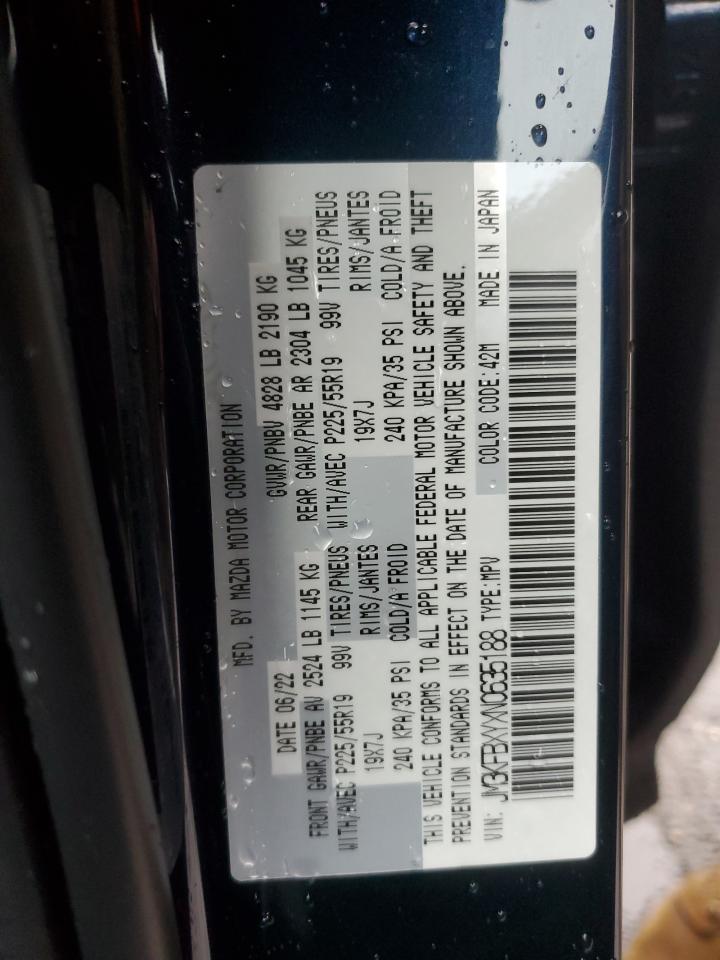 MFD. BY MAZDA MOTOR CORPORATION
DATE 06/22 GVWR/PNBV 4828 LB 2190 KG
FRONT GAWR/PNBE AV 2524 LB 1145 KG REAR GAWR/PNBE AR 2304 LB 1045 KG
WITH/AVEC P225/55R19 99V TIRES/PNEUS WITH/AVEC P225/55R19 99V TIRES/PNEUS
19X7J RIMS/JANTES 19X7J RIMS/JANTES
240 KPA/35 PSI COLD/A FROID 240 KPA/35 PSI COLD/A FROID
THIS VEHICLE CONFORMS TO ALL APPLICABLE FEDERAL MOTOR VEHICLE SAFETY AND THEFT
PREVENTION STANDARDS IN EFFECT ON THE DATE OF MANUFACTURE SHOWN ABOVE.
VIN: JM3KFBXYXN0635188 TYPE:MPV COLOR CODE:42M MADE IN JAPAN